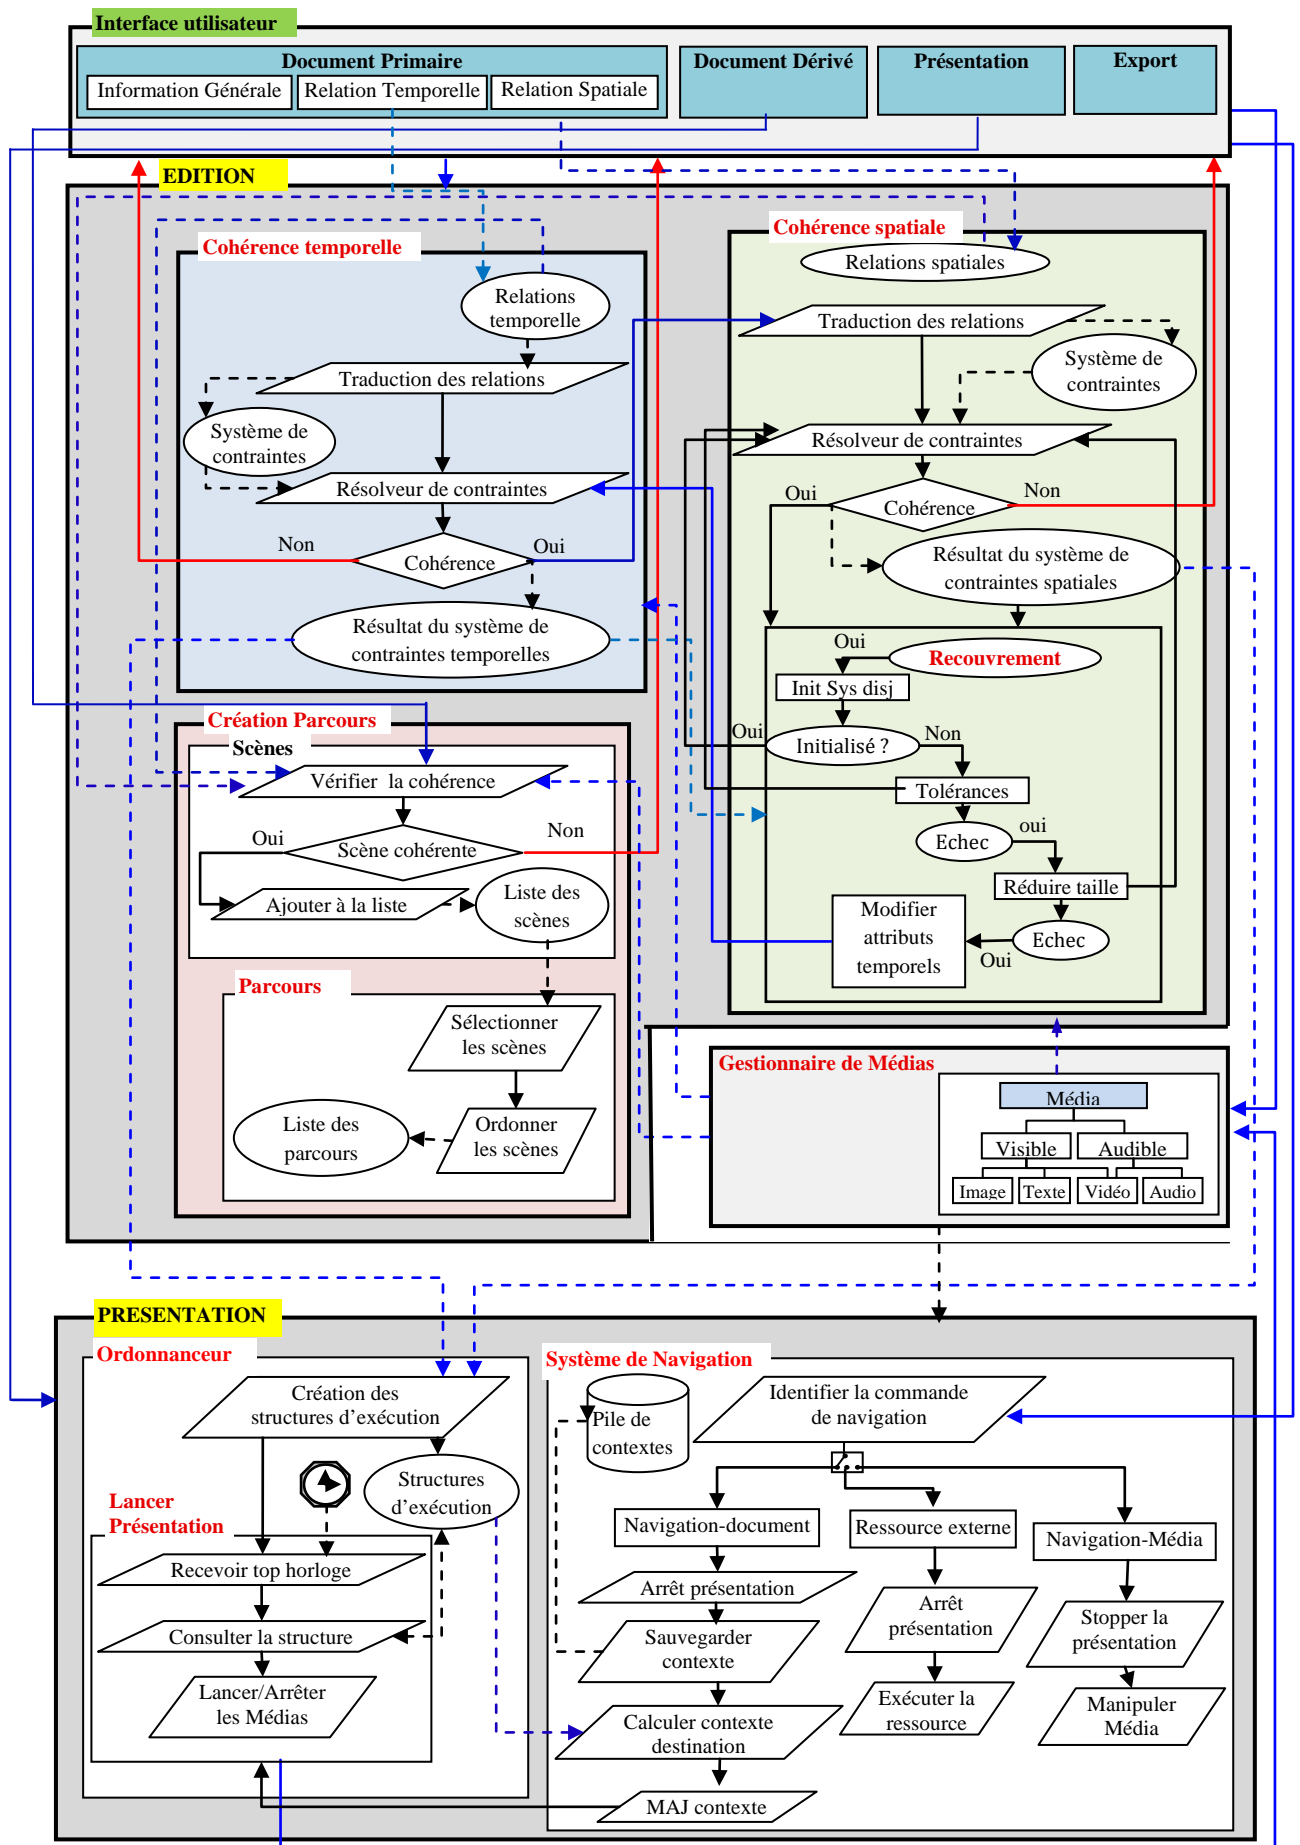 Interface utilisateur
Document Primaire
Information Générale
Relation Temporelle
Relation Spatiale
Document Dérivé
Présentation
Export
EDITION
Cohérence temporelle
Relations
temporelle
Traduction des relations
Système de
contraintes
Résolveur de contraintes
Non
Cohérence
Oui
Résultat du système de
contraintes temporelles
Cohérence spatiale
Relations spatiales
Traduction des relations
Système de
contraintes
Résolveur de contraintes
Oui
Cohérence
Non
Résultat du système de
contraintes spatiales
Oui
Recouvrement
Init Sys disj
Oui
Initialisé ?
Non
Tolérances
Echec
oui
Réduire taille
Echec
Oui
Modifier
attributs
temporels
Création Parcours
Scènes
Vérifier la cohérence
Oui
Scène cohérente
Non
Ajouter à la liste
Liste des
scènes
Parcours
Sélectionner
les scènes
Ordonner
les scènes
Liste des
parcours
Gestionnaire de Médias
Média
Visible
Audible
Image
Texte
Vidéo
Audio
PRESENTATION
Ordonnanceur
Création des
structures d’exécution
Structures
d’exécution
Lancer
Présentation
Recevoir top horloge
Consulter la structure
Lancer/Arrêter
les Médias
Système de Navigation
Pile de
contextes
Identifier la commande
de navigation
Navigation-document
Ressource externe
Navigation-Média
Arrêt présentation
Sauvegarder
contexte
Calculer contexte
destination
MAJ contexte
Arrêt
présentation
Exécuter la
ressource
Stopper la
présentation
Manipuler
Média